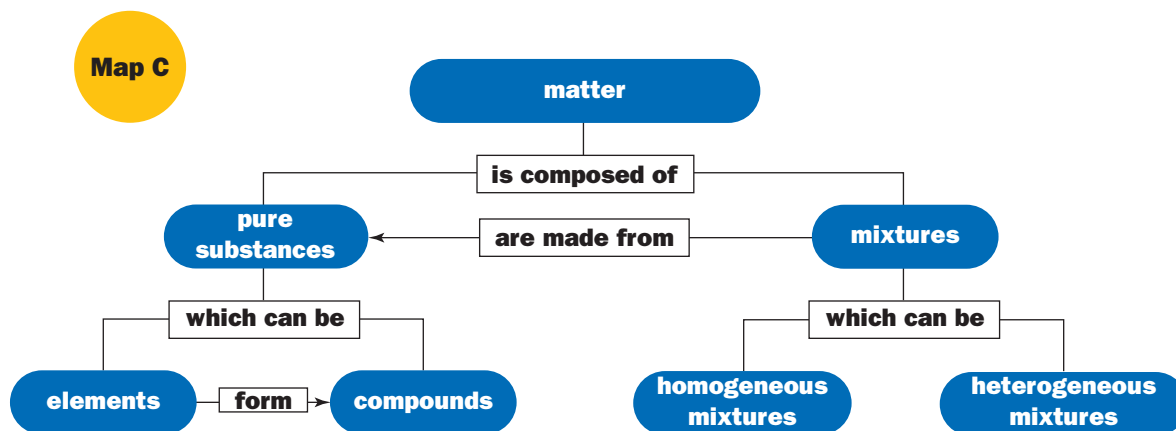 Map C
matter
is composed of
pure
substances
are made from
mixtures
which can be
which can be
elements
form
compounds
homogeneous
mixtures
heterogeneous
mixtures